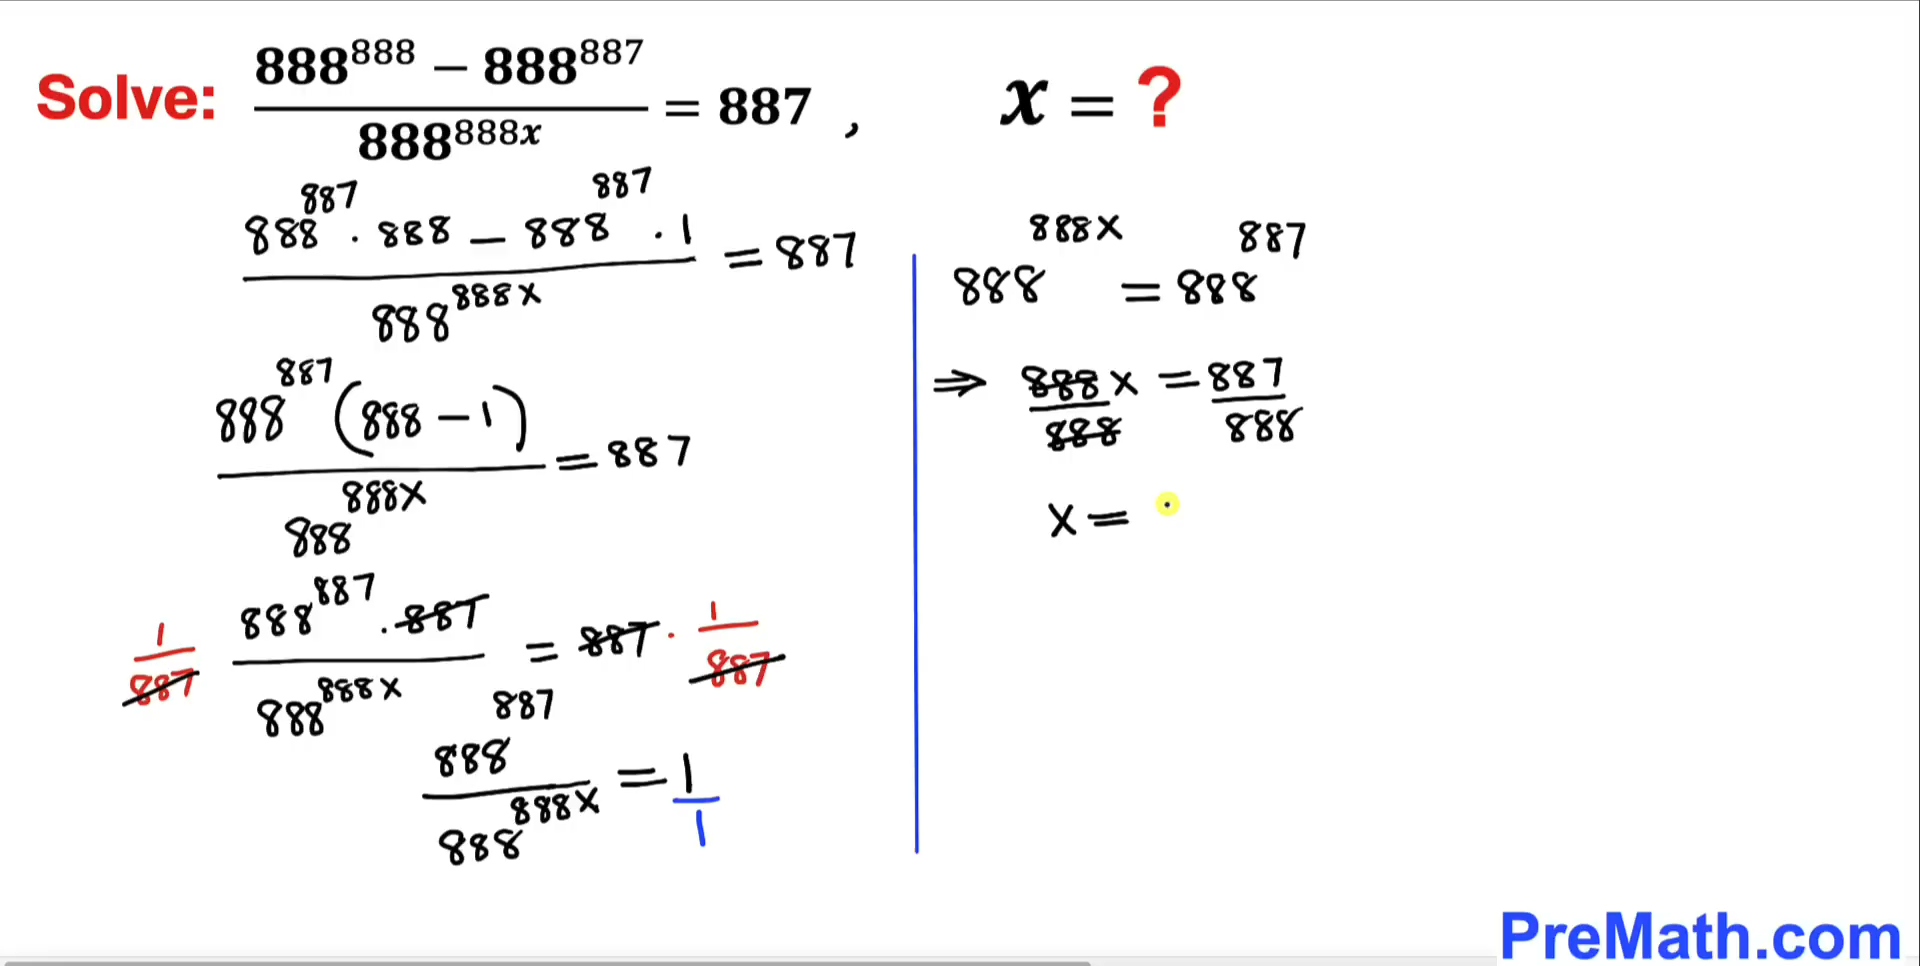 Solve: (888^888 − 888^887) / 888^(888x) = 887 , x = ?
(888^887 · 888 − 888^887 · 1) / 888^(888x) = 887
888^887 (888 − 1) / 888^(888x) = 887
1/887 888^887 · 887 / 888^(888x) = 887 · 1/887
888^887 / 888^(888x) = 1/1
888^(888x) = 888^887
⇒ 888x/888 = 887/888
x =
PreMath.com